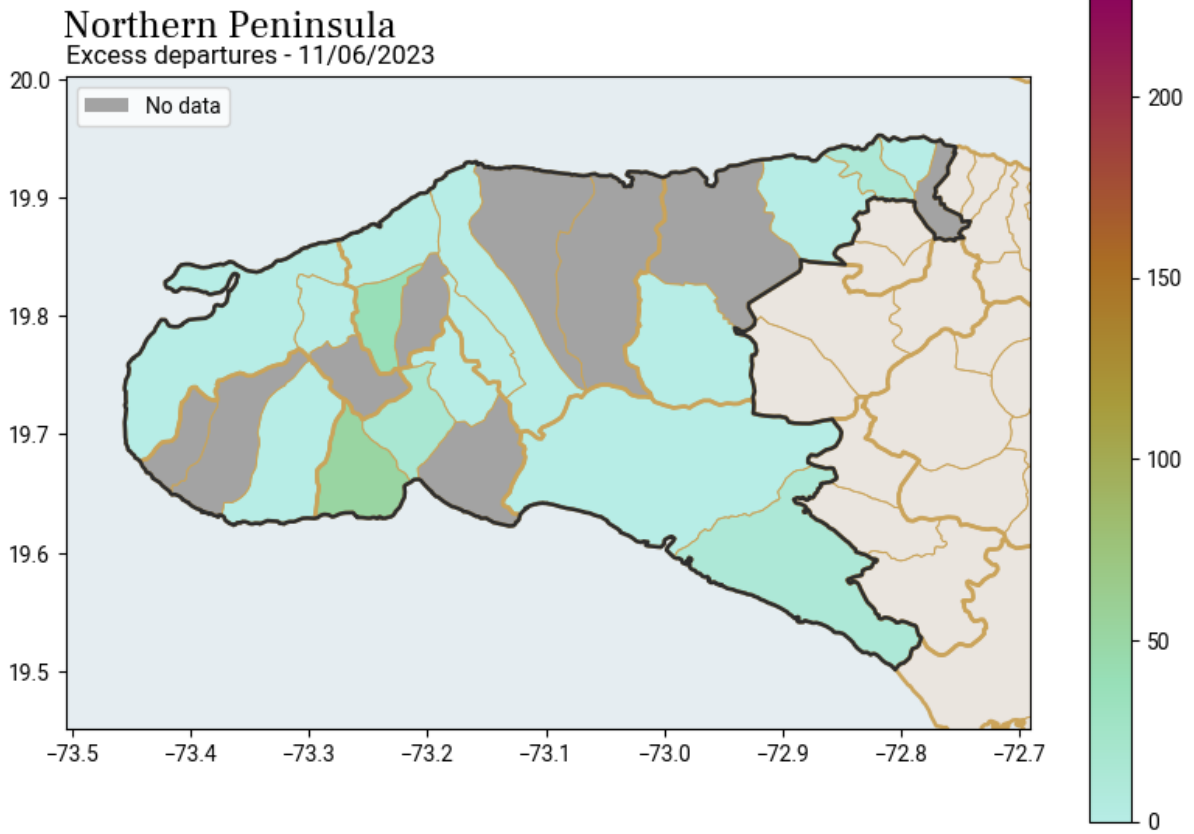 Northern Peninsula
Excess departures - 11/06/2023
No data
20.0
19.9
19.8
19.7
19.6
19.5
−73.5 −73.4 −73.3 −73.2 −73.1 −73.0 −72.9 −72.8 −72.7
200
150
100
50
0